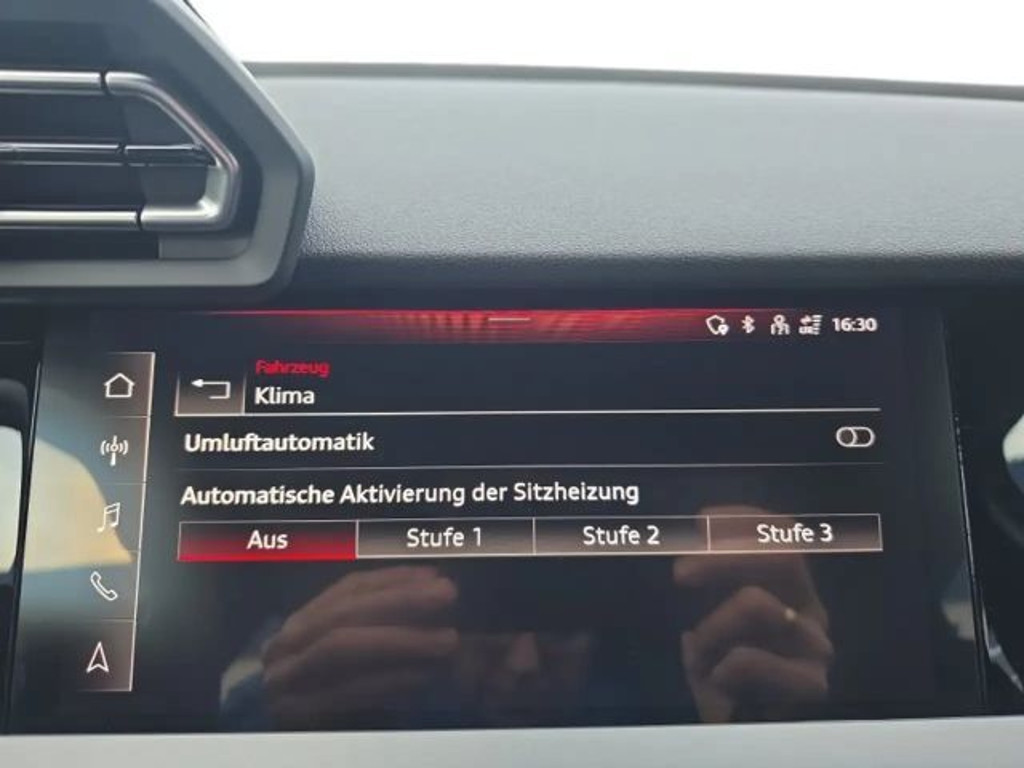 16:30
Fahrzeug
Klima
Umluftautomatik
Automatische Aktivierung der Sitzheizung
Aus Stufe 1 Stufe 2 Stufe 3